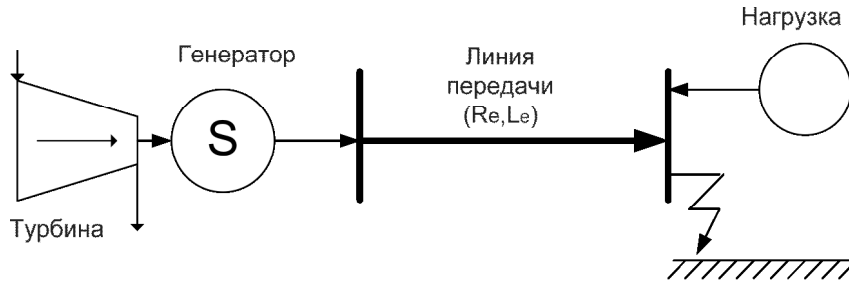 Нагрузка
Генератор
Линия
передачи
(Re,Le)
S
Турбина